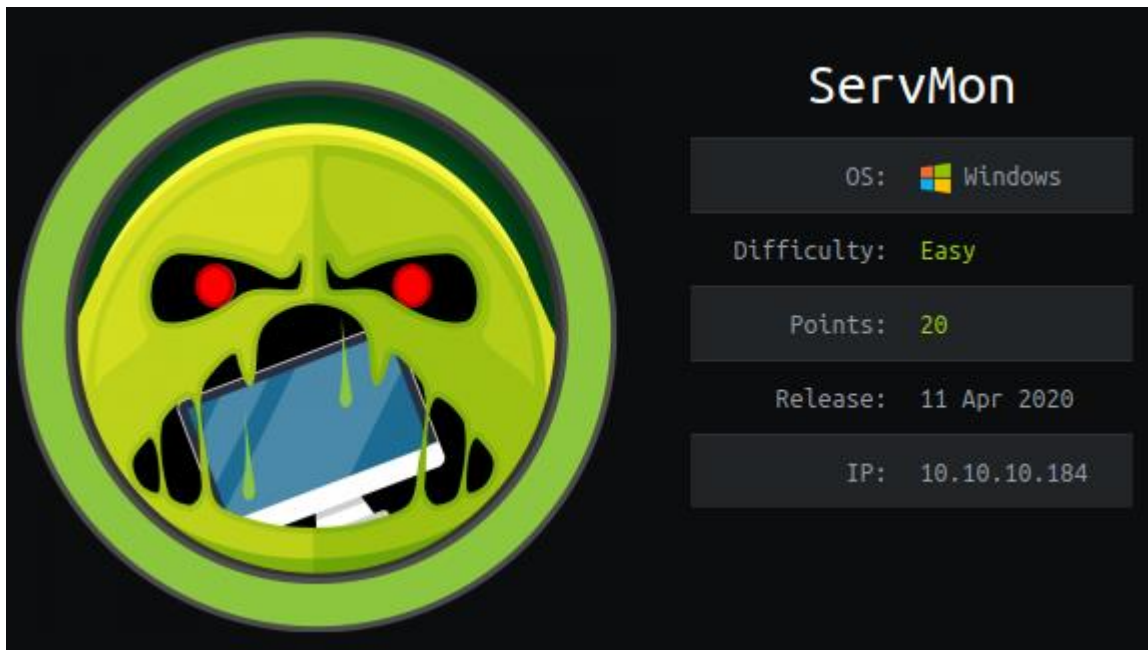 ServMon
OS: Windows
Difficulty: Easy
Points: 20
Release: 11 Apr 2020
IP: 10.10.10.184